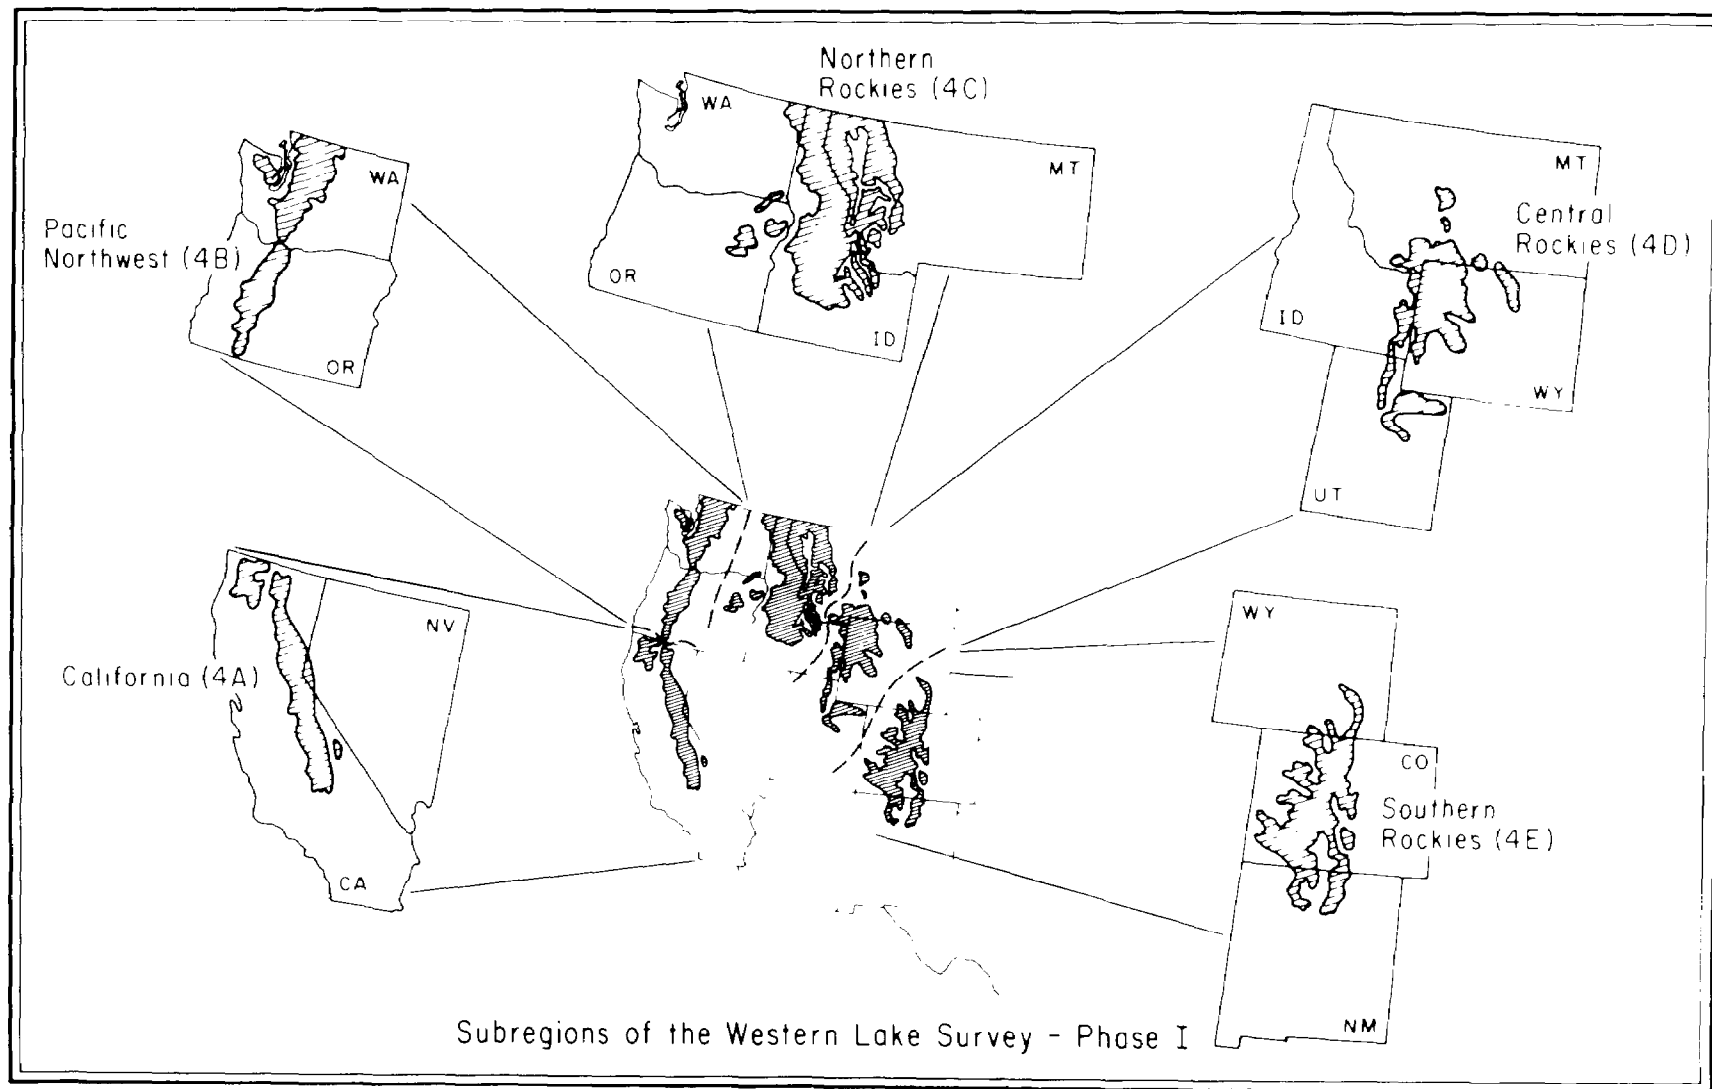 Northern
Rockies (4C)
WA
MT
OR
ID
WA
Pacific
Northwest (4B)
OR
MT
Central
Rockies (4D)
ID
WY
UT
NV
California (4A)
CA
WY
CO
Southern
Rockies (4E)
NM
Subregions of the Western Lake Survey - Phase I